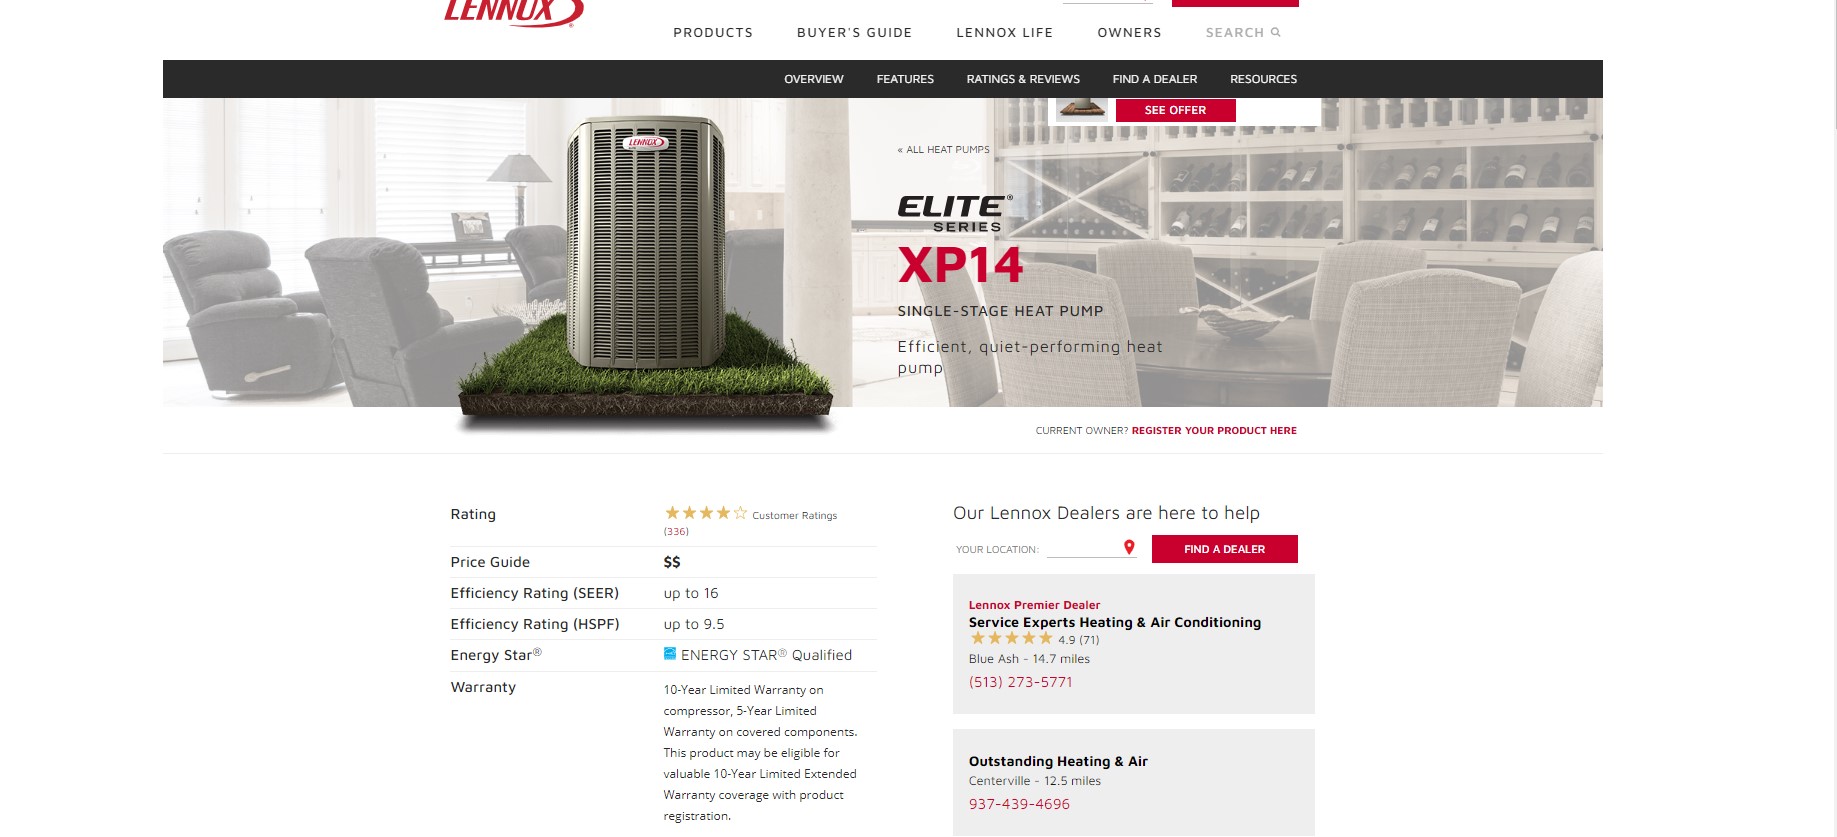 LENNOX
PRODUCTS
BUYER'S GUIDE
LENNOX LIFE
OWNERS
SEARCH
OVERVIEW
FEATURES
RATINGS & REVIEWS
FIND A DEALER
RESOURCES
SEE OFFER
LENNOX
« ALL HEAT PUMPS
ELITE®
SERIES
XP14
SINGLE-STAGE HEAT PUMP
Efficient, quiet-performing heat
pump
CURRENT OWNER? REGISTER YOUR PRODUCT HERE
Rating
Customer Ratings
(336)
Price Guide
$$
Efficiency Rating (SEER)
up to 16
Efficiency Rating (HSPF)
up to 9.5
Energy Star®
ENERGY STAR® Qualified
Warranty
10-Year Limited Warranty on
compressor, 5-Year Limited
Warranty on covered components.
This product may be eligible for
valuable 10-Year Limited Extended
Warranty coverage with product
registration.
Our Lennox Dealers are here to help
YOUR LOCATION:
FIND A DEALER
Lennox Premier Dealer
Service Experts Heating & Air Conditioning
4.9 (71)
Blue Ash - 14.7 miles
(513) 273-5771
Outstanding Heating & Air
Centerville - 12.5 miles
937-439-4696